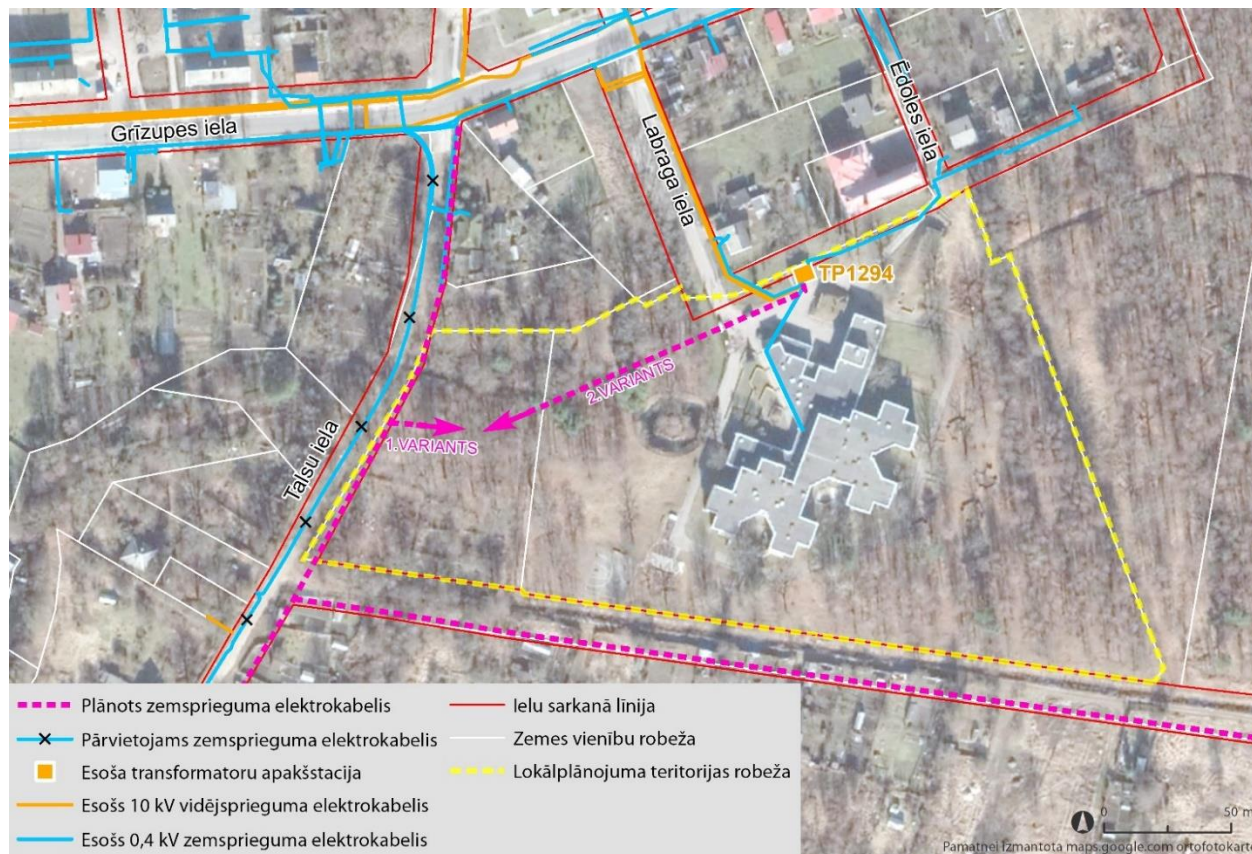 Grīzupes iela
Labraga iela
Ēdoles iela
TP1294
2.VARIANTS
1.VARIANTS
Talsu iela
Plānots zemsprieguma elektrokabelis
Pārvietojams zemsprieguma elektrokabelis
Esoša transformatoru apakšstacija
Esošs 10 kV vidējsprieguma elektrokabelis
Esošs 0,4 kV zemsprieguma elektrokabelis
Ielu sarkanā līnija
Zemes vienību robeža
Lokālplānojuma teritorijas robeža
0 50 m
Pamatnei Izmantota maps.google.com ortofotokarte